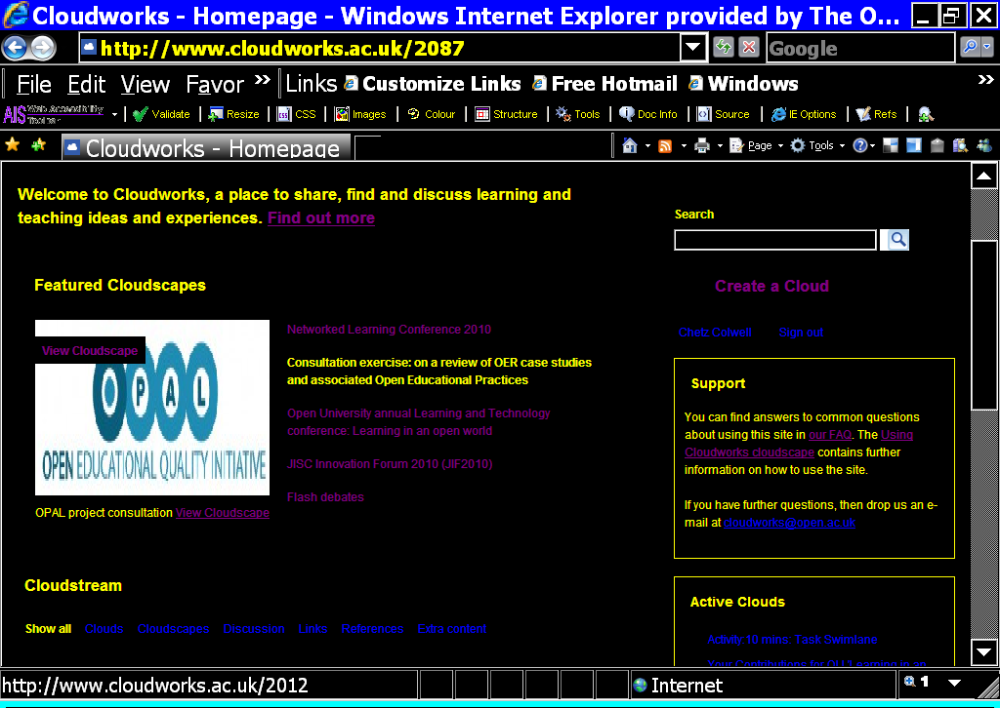 Cloudworks - Homepage - Windows Internet Explorer provided by The O...
http://www.cloudworks.ac.uk/2087
Google
File Edit View Favor » Links Customize Links Free Hotmail Windows »
AIS Web Accessibility Toolbar Validate Resize CSS Images Colour Structure Tools Doc Info Source IE Options Refs
Cloudworks - Homepage
Page Tools
Welcome to Cloudworks, a place to share, find and discuss learning and
teaching ideas and experiences. Find out more
Search
Featured Cloudscapes
Create a Cloud
View Cloudscape
OPAL
OPEN EDUCATIONAL QUALITY INITIATIVE
OPAL project consultation View Cloudscape
Networked Learning Conference 2010
Consultation exercise: on a review of OER case studies
and associated Open Educational Practices
Open University annual Learning and Technology
conference: Learning in an open world
JISC Innovation Forum 2010 (JIF2010)
Flash debates
Chetz Colwell Sign out
Support
You can find answers to common questions
about using this site in our FAQ. The Using
Cloudworks cloudscape contains further
information on how to use the site.
If you have further questions, then drop us an e-
mail at cloudworks@open.ac.uk
Cloudstream
Show all Clouds Cloudscapes Discussion Links References Extra content
Active Clouds
Activity 10 mins: Task Swimlane
Your Contributions for OU 'Learning in an
http://www.cloudworks.ac.uk/2012
Internet
1